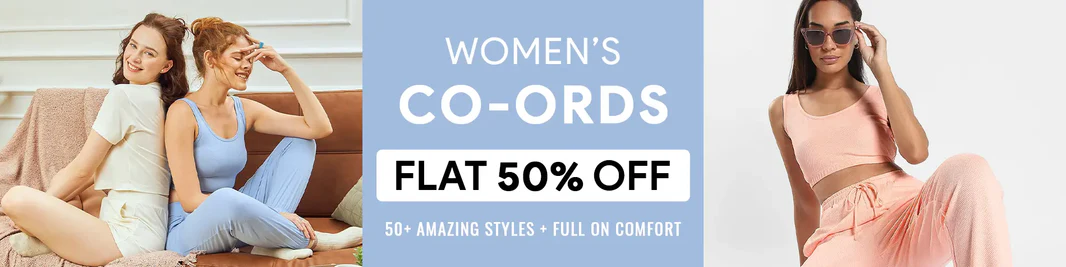 WOMEN'S
CO-ORDS
FLAT 50% OFF
50+ AMAZING STYLES + FULL ON COMFORT